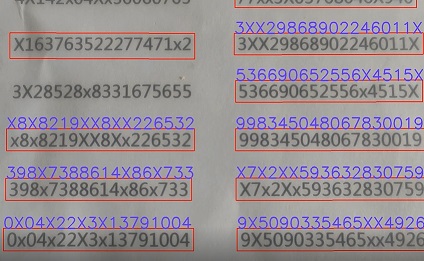 3XX29868902246011X
X163763522277471x2
3XX29868902246011X
536690652556X4515X
3X28528x8331675655
536690652556x4515X
X8X8219XX8XX226532
998345048067830019
x8x8219XX8Xx226532
998345048067830019
398X7388614X86X733
X7X2XX593632830759
398x7388614x86x733
X7x2Xx593632830759
0X04X22X3X13791004
9X5090335465XX4926
0x04x22X3x13791004
9X5090335465xx4926